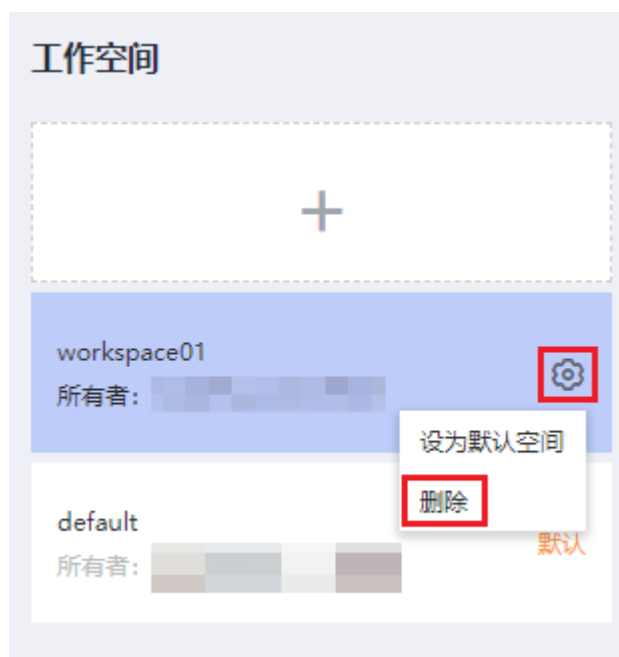 工作空间
workspace01
所有者:
设为默认空间
删除
default
默认
所有者: